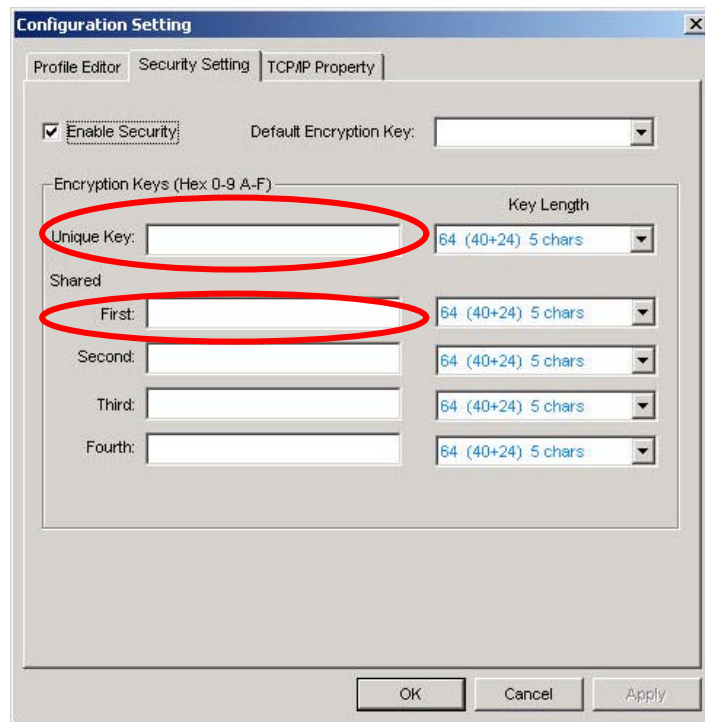 Configuration Setting
Profile Editor Security Setting TCP/IP Property
Enable Security Default Encryption Key:
Encryption Keys (Hex 0-9 A-F)
Key Length
Unique Key: 64 (40+24) 5 chars
Shared
First: 64 (40+24) 5 chars
Second: 64 (40+24) 5 chars
Third: 64 (40+24) 5 chars
Fourth: 64 (40+24) 5 chars
OK Cancel Apply